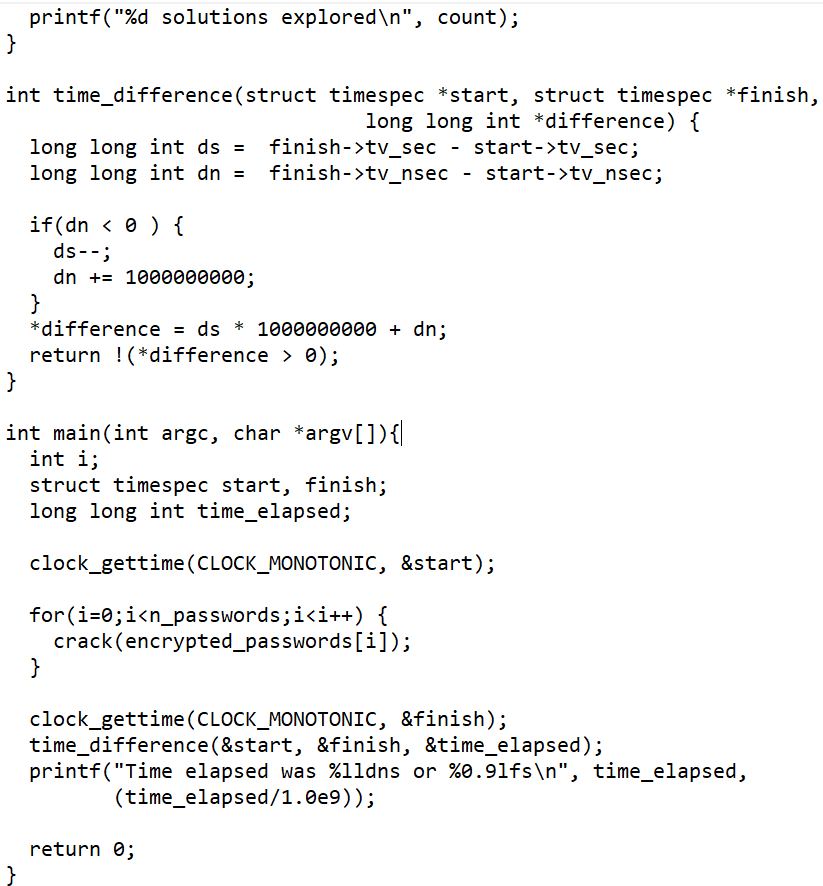 printf("%d solutions explored\n", count);
}
int time_difference(struct timespec *start, struct timespec *finish,
long long int *difference) {
long long int ds =  finish->tv_sec - start->tv_sec;
long long int dn =  finish->tv_nsec - start->tv_nsec;
if(dn < 0 ) {
ds--;
dn += 1000000000;
}
*difference = ds * 1000000000 + dn;
return !(*difference > 0);
}
int main(int argc, char *argv[]){
int i;
struct timespec start, finish;
long long int time_elapsed;
clock_gettime(CLOCK_MONOTONIC, &start);
for(i=0;i<n_passwords;i<i++) {
crack(encrypted_passwords[i]);
}
clock_gettime(CLOCK_MONOTONIC, &finish);
time_difference(&start, &finish, &time_elapsed);
printf("Time elapsed was %lldns or %0.9lfs\n", time_elapsed,
(time_elapsed/1.0e9));
return 0;
}